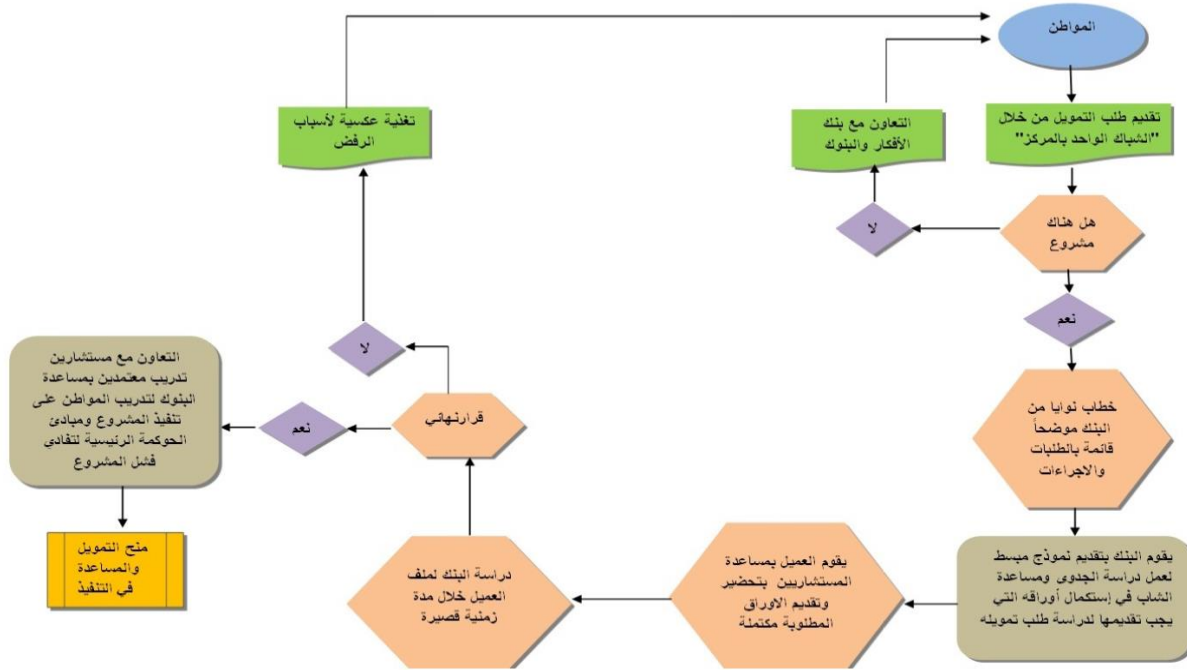 المواطن
تقديم طلب التمويل من خلال
"الشباك الواحد بالمركز"
هل هناك
مشروع
لا
التعاون مع بنك
الأفكار والبنوك
نعم
خطاب نوايا من
البنك موضحاً
قائمة بالطلبات
والاجراءات
يقوم البنك بتقديم نموذج مبسط
لعمل دراسة الجدوى ومساعدة
الشاب في إستكمال أوراقه التي
يجب تقديمها لدراسة طلب تمويله
يقوم العميل بمساعدة
المستشاريين بتحضير
وتقديم الاوراق
المطلوبة مكتملة
دراسة البنك لملف
العميل خلال مدة
زمنية قصيرة
قرارنهائي
لا
تغذية عكسية لأسباب
الرفض
نعم
التعاون مع مستشارين
تدريب معتمدين بمساعدة
البنوك لتدريب المواطن على
تنفيذ المشروع ومبادئ
الحوكمة الرئيسية لتفادي
فشل المشروع
منح التمويل
والمساعدة
في التنفيذ